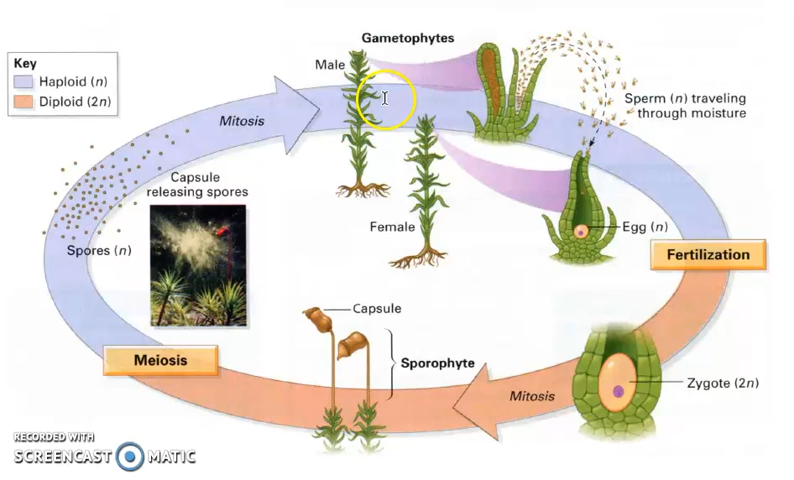 Gametophytes
Key
Haploid (n)
Diploid (2n)
Male
Mitosis
Sperm (n) traveling
through moisture
Capsule
releasing spores
Female
Egg (n)
Spores (n)
Fertilization
Capsule
Meiosis
Sporophyte
Zygote (2n)
Mitosis
RECORDED WITH
SCREENCAST MATIC